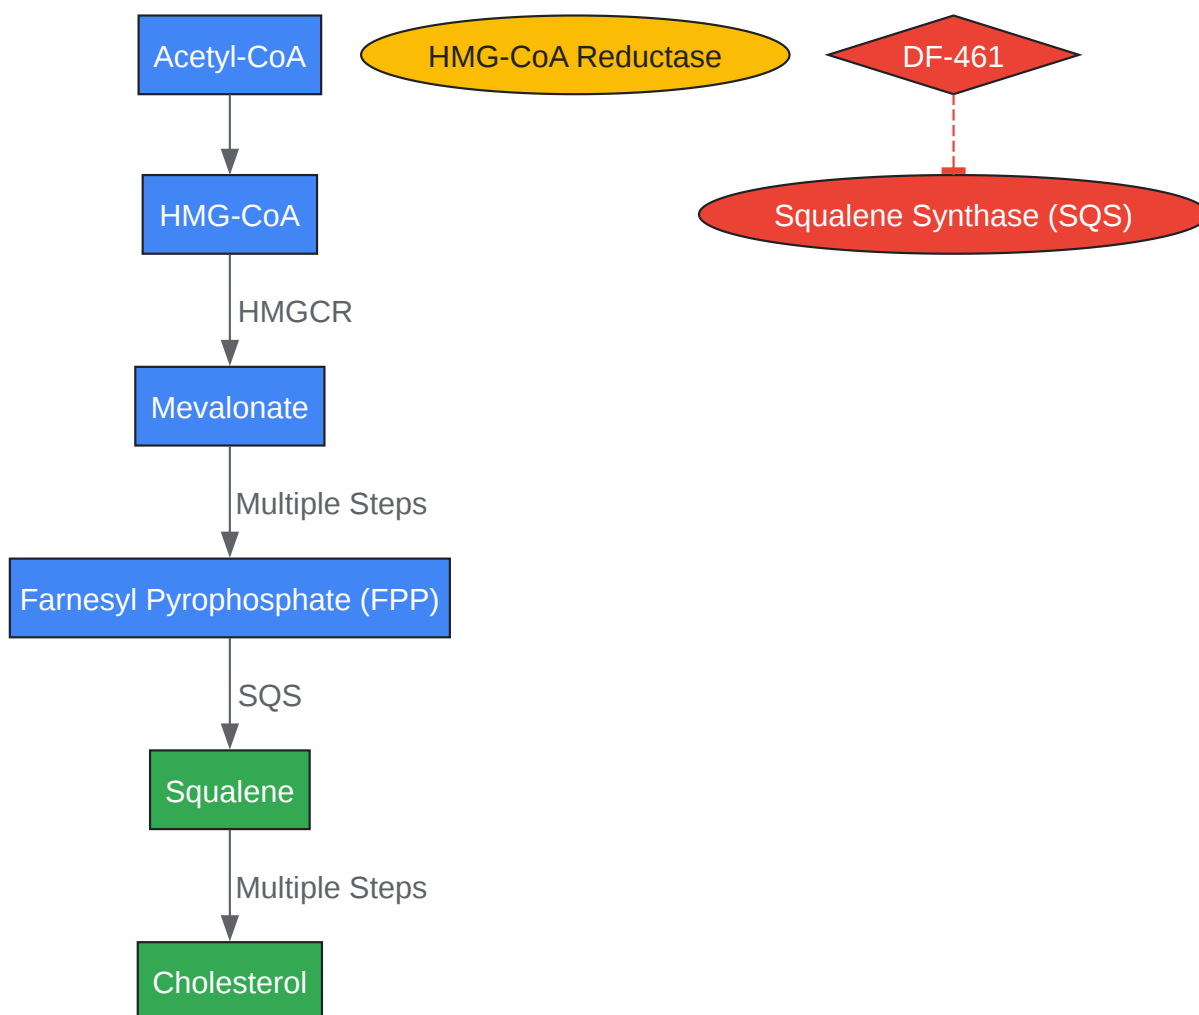 Acetyl-CoA
HMG-CoA Reductase
DF-461
HMG-CoA
Squalene Synthase (SQS)
HMGCR
Mevalonate
Multiple Steps
Farnesyl Pyrophosphate (FPP)
SQS
Squalene
Multiple Steps
Cholesterol